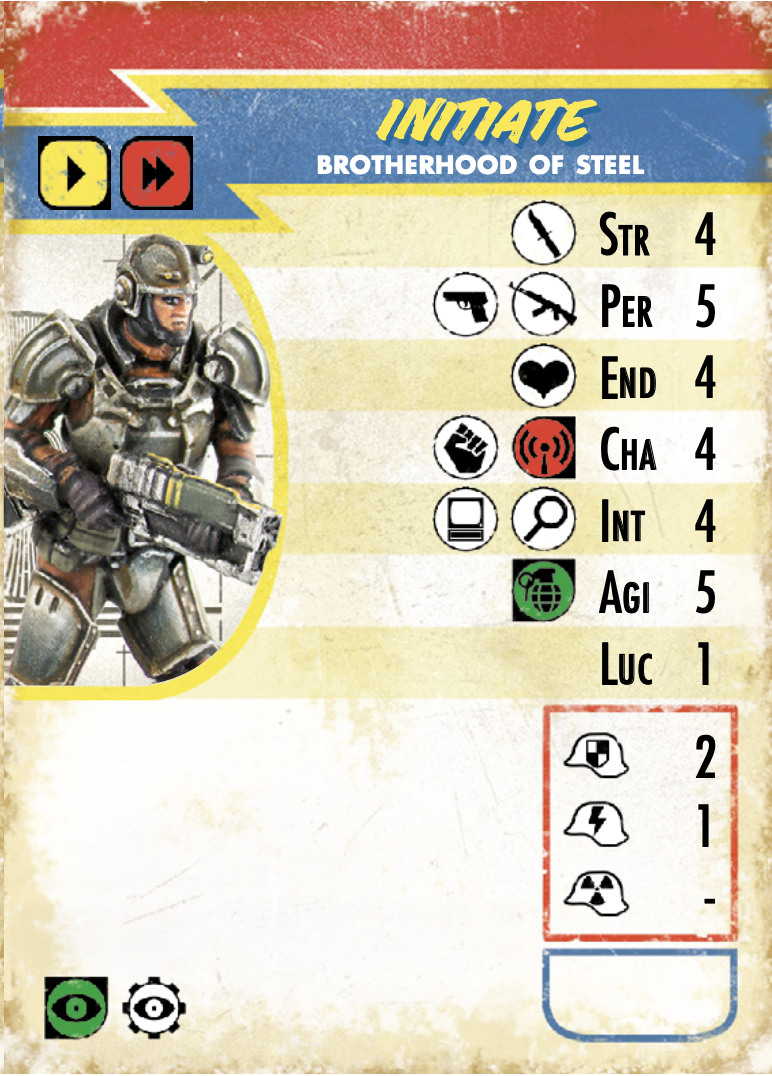 INITIATE
BROTHERHOOD OF STEEL
STR 4
PER 5
END 4
CHA 4
INT 4
AGI 5
LUC 1
2
1
-